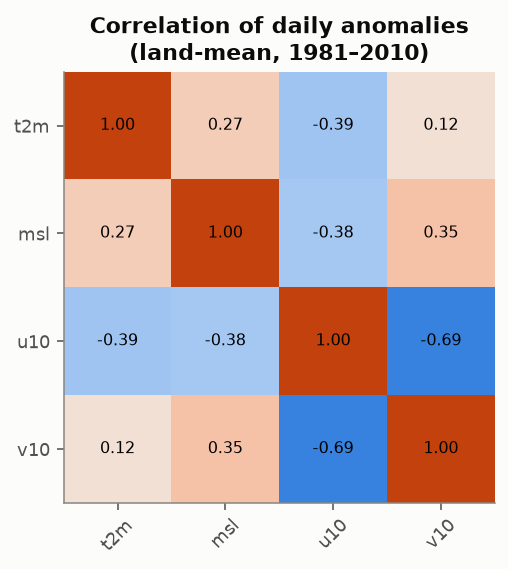 Correlation of daily anomalies
(land-mean, 1981–2010)
t2m 1.00 0.27 -0.39 0.12
msl 0.27 1.00 -0.38 0.35
u10 -0.39 -0.38 1.00 -0.69
v10 0.12 0.35 -0.69 1.00
t2m msl u10 v10